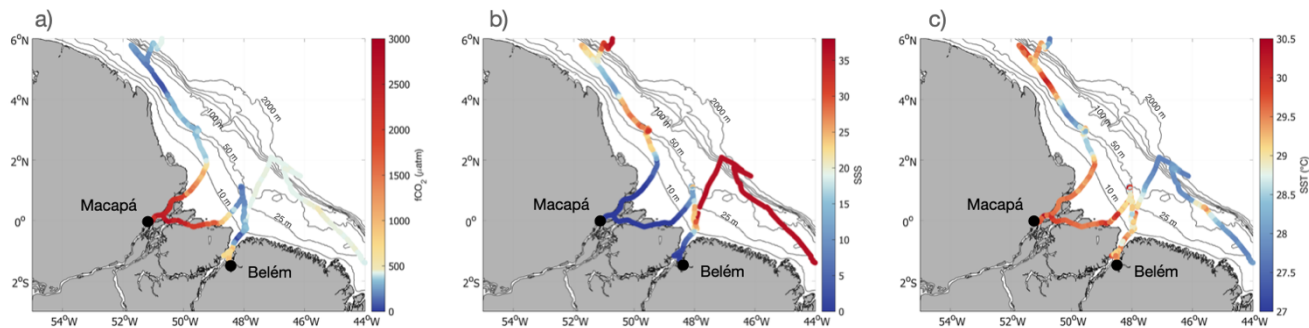 a)
6°N
4°N
2°N
0°
2°S
54°W
52°W
50°W
48°W
46°W
44°W
2000 m
100 m
50 m
10 m
25 m
Macapá
Belém
3000
2500
2000
1500
1000
500
0
fCO2 (µatm)
b)
6°N
4°N
2°N
0°
2°S
54°W
52°W
50°W
48°W
46°W
44°W
2000 m
100 m
50 m
10 m
25 m
Macapá
Belém
35
30
25
20
15
10
5
0
SSS
c)
6°N
4°N
2°N
0°
2°S
54°W
52°W
50°W
48°W
46°W
44°W
2000 m
100 m
50 m
10 m
25 m
Macapá
Belém
30.5
30
29.5
29
28.5
28
27.5
27
SST (°C)